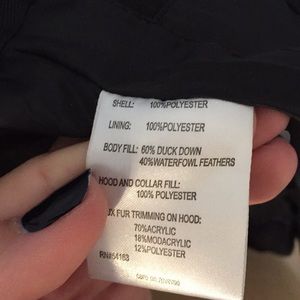 SHELL: 100%POLYESTER
LINING: 100%POLYESTER
BODY FILL: 60% DUCK DOWN
40%WATERFOWL FEATHERS
HOOD AND COLLAR FILL:
100% POLYESTER
UX FUR TRIMMING ON HOOD:
70%ACRYLIC
18%MODACRYLIC
12%POLYESTER
RN#54163